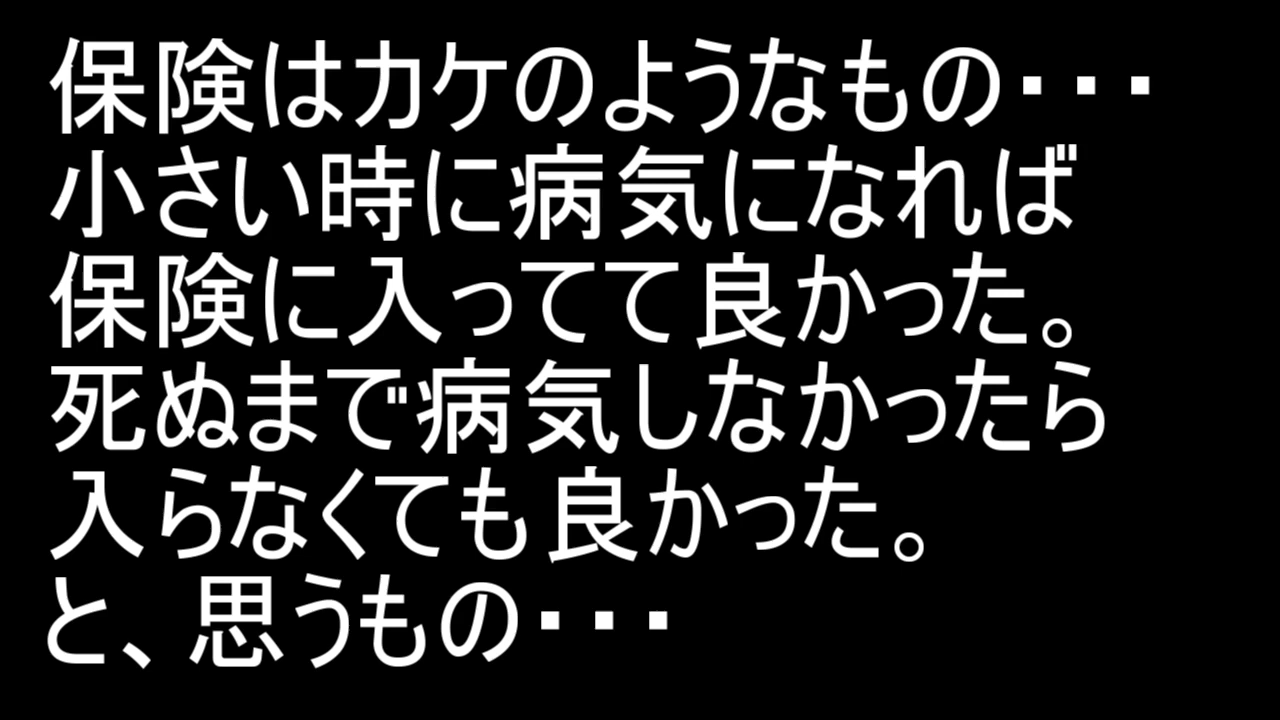 保険はカケのようなもの・・・
小さい時に病気になれば
保険に入ってて良かった。
死ぬまで病気しなかったら
入らなくても良かった。
と、思うもの・・・